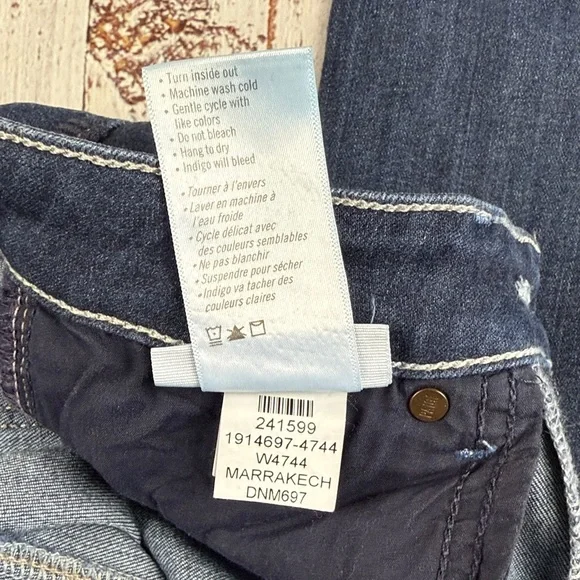 • Turn inside out
• Machine wash cold
• Gentle cycle with
like colors
• Do not bleach
• Hang to dry
• Indigo will bleed
• Tourner à l'envers
• Laver en machine à
l'eau froide
• Cycle délicat avec
des couleurs semblables
• Ne pas blanchir
• Suspendre pour sécher
• Indigo va tacher des
couleurs claires
241599
1914697-4744
W4744
MARRAKECH
DNM697